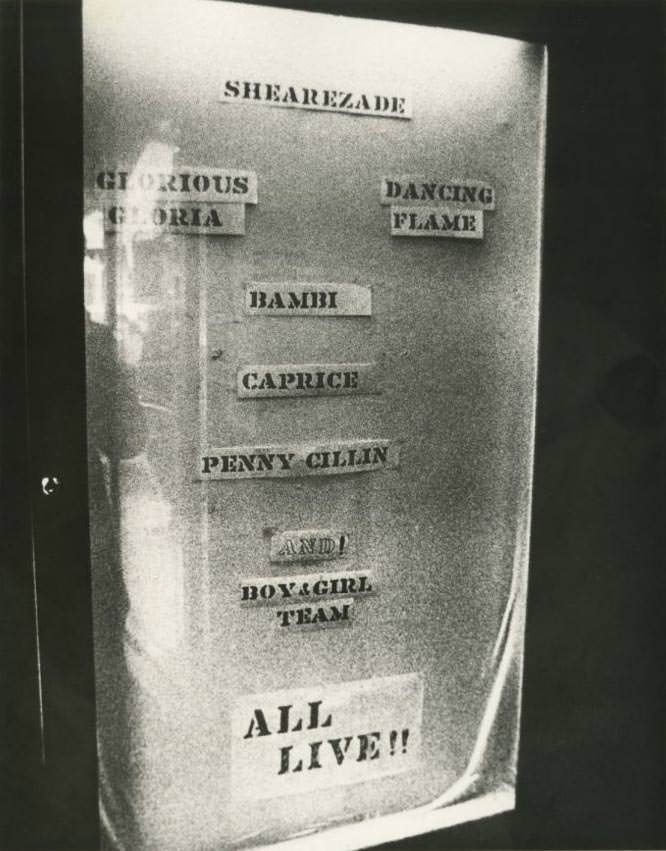 SHEAREZADE
GLORIOUS
GLORIA
DANCING
FLAME
BAMBI
CAPRICE
PENNY CILLIN
AND!
BOY & GIRL
TEAM
ALL
LIVE!!